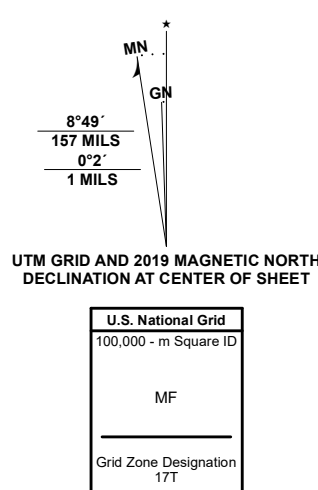 ★
MN
GN
8°49´
157 MILS
0°2´
1 MILS
UTM GRID AND 2019 MAGNETIC NORTH
DECLINATION AT CENTER OF SHEET
U.S. National Grid
100,000 - m Square ID
MF
Grid Zone Designation
17T